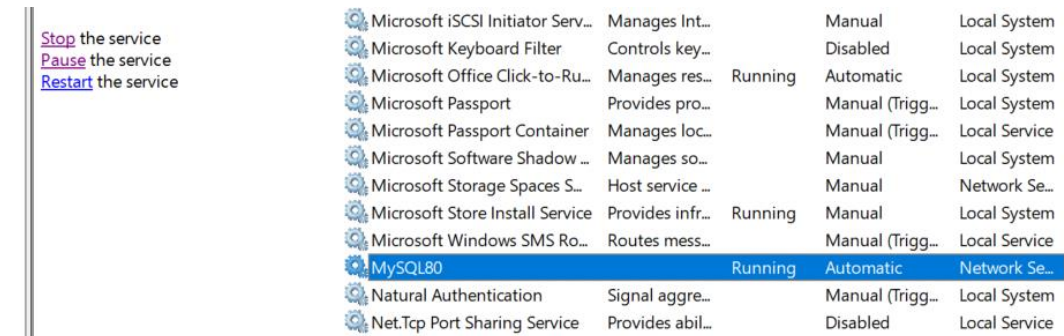 Stop the service
Pause the service
Restart the service
Microsoft iSCSI Initiator Serv... Manages Int... Manual Local System
Microsoft Keyboard Filter Controls key... Disabled Local System
Microsoft Office Click-to-Ru... Manages res... Running Automatic Local System
Microsoft Passport Provides pro... Manual (Trigg... Local System
Microsoft Passport Container Manages loc... Manual (Trigg... Local Service
Microsoft Software Shadow ... Manages so... Manual Local System
Microsoft Storage Spaces S... Host service ... Manual Network Se...
Microsoft Store Install Service Provides infr... Running Manual Local System
Microsoft Windows SMS Ro... Routes mess... Manual (Trigg... Local Service
MySQL80 Running Automatic Network Se...
Natural Authentication Signal aggre... Manual (Trigg... Local System
Net.Tcp Port Sharing Service Provides abil... Disabled Local Service